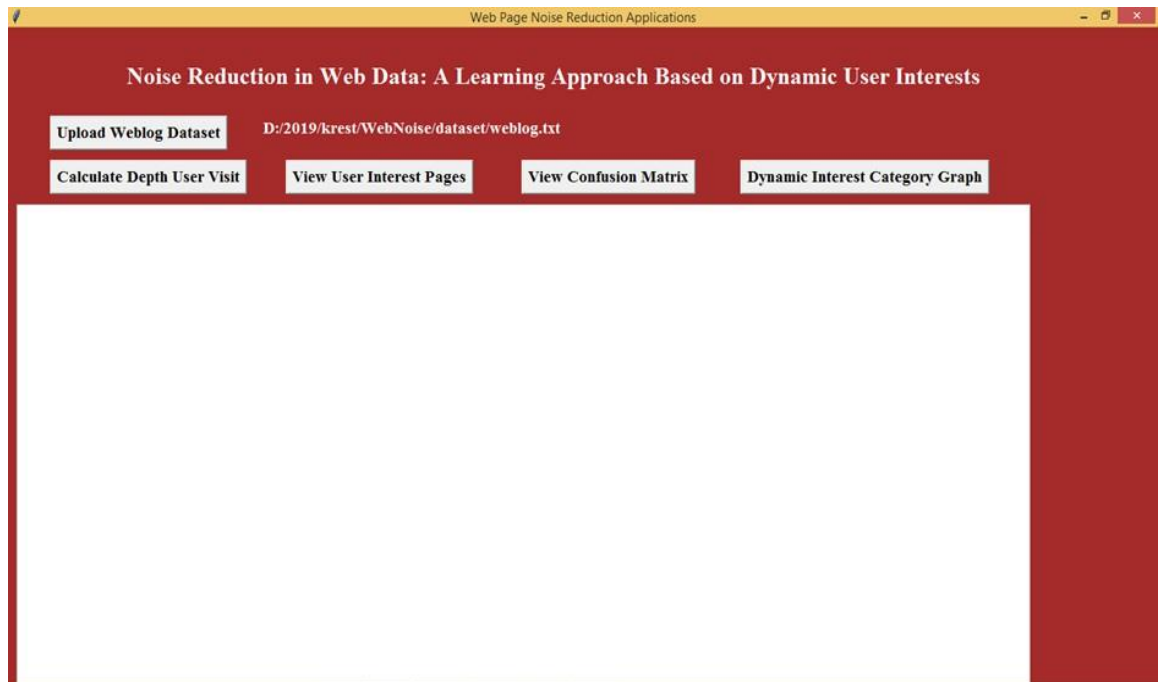 Web Page Noise Reduction Applications
Noise Reduction in Web Data: A Learning Approach Based on Dynamic User Interests
Upload Weblog Dataset D:/2019/krest/WebNoise/dataset/weblog.txt
Calculate Depth User Visit View User Interest Pages View Confusion Matrix Dynamic Interest Category Graph